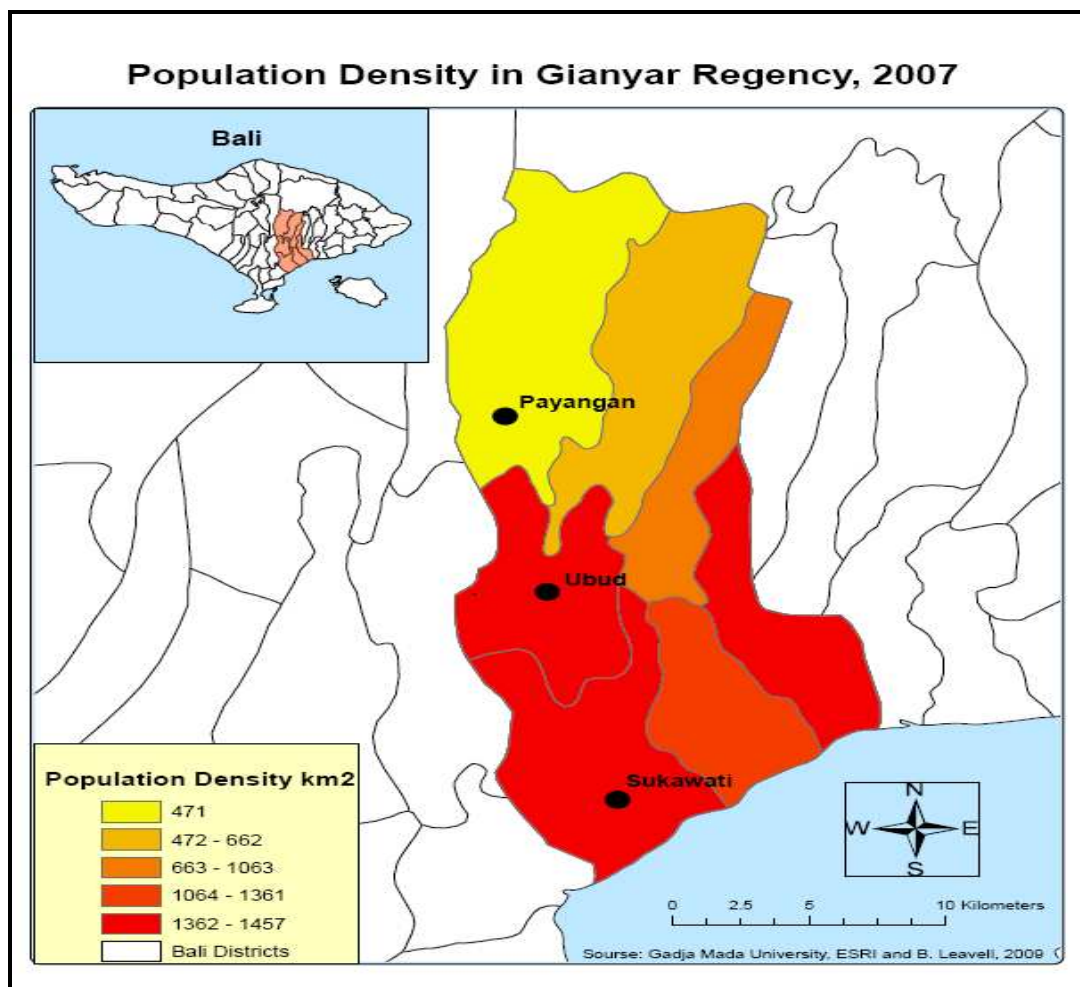 Population Density in Gianyar Regency, 2007
Bali
Payangan
Ubud
Sukawati
Population Density km2
471
472 - 662
663 - 1063
1064 - 1361
1362 - 1457
Bali Districts
N
W E
S
0 2.5 5 10 Kilometers
Sourse: Gadja Mada University, ESRI and B. Leavell, 2009 (